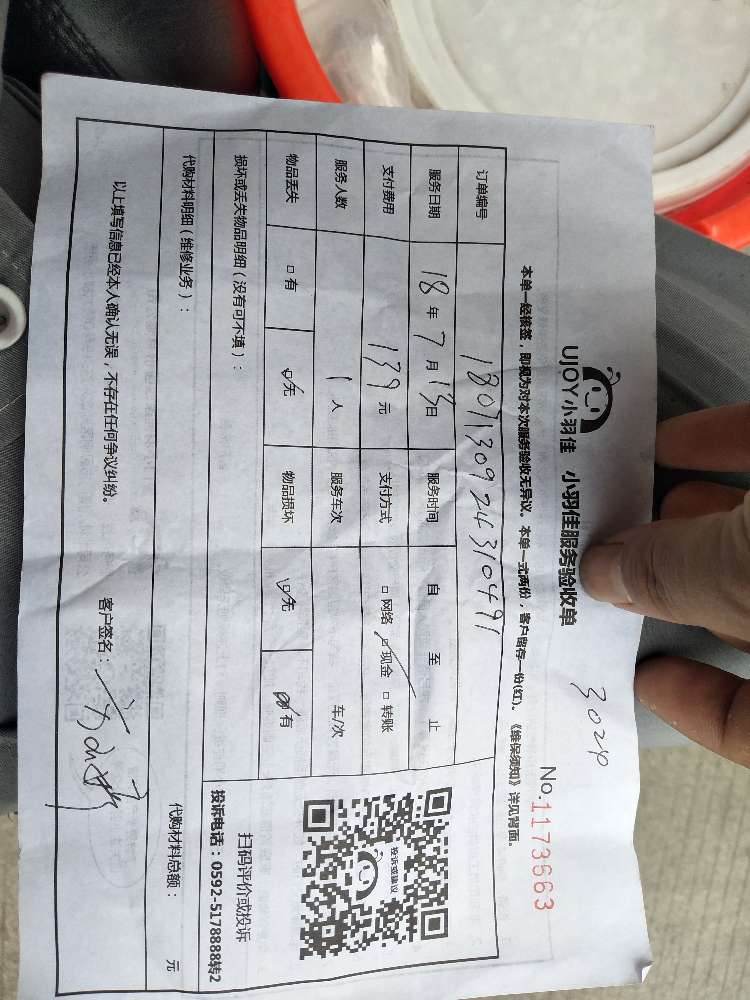 3020
UJOY小羽佳 小羽佳服务验收单
No.1173663
本单一经核签，即视为对本次服务验收无异议。本单一式两份，客户留存一份(红)。《维保须知》详见背面。
订单编号 1807130924310491
服务日期 18年7月13日 服务时间 自 至 止
支付费用 139元 支付方式 □网络 □现金 □转账
服务人数 1人 服务车次 车/次
物品丢失 □有 □无 物品损坏 □无 □有
投诉或建议
扫码评价或投诉
投诉电话：0592-5178888转2
损坏或丢失物品明细（没有可不填）：
代购材料明细（维修业务）：
代购材料总额： 元
以上填写信息已经本人确认无误，不存在任何争议纠纷。 客户签名：